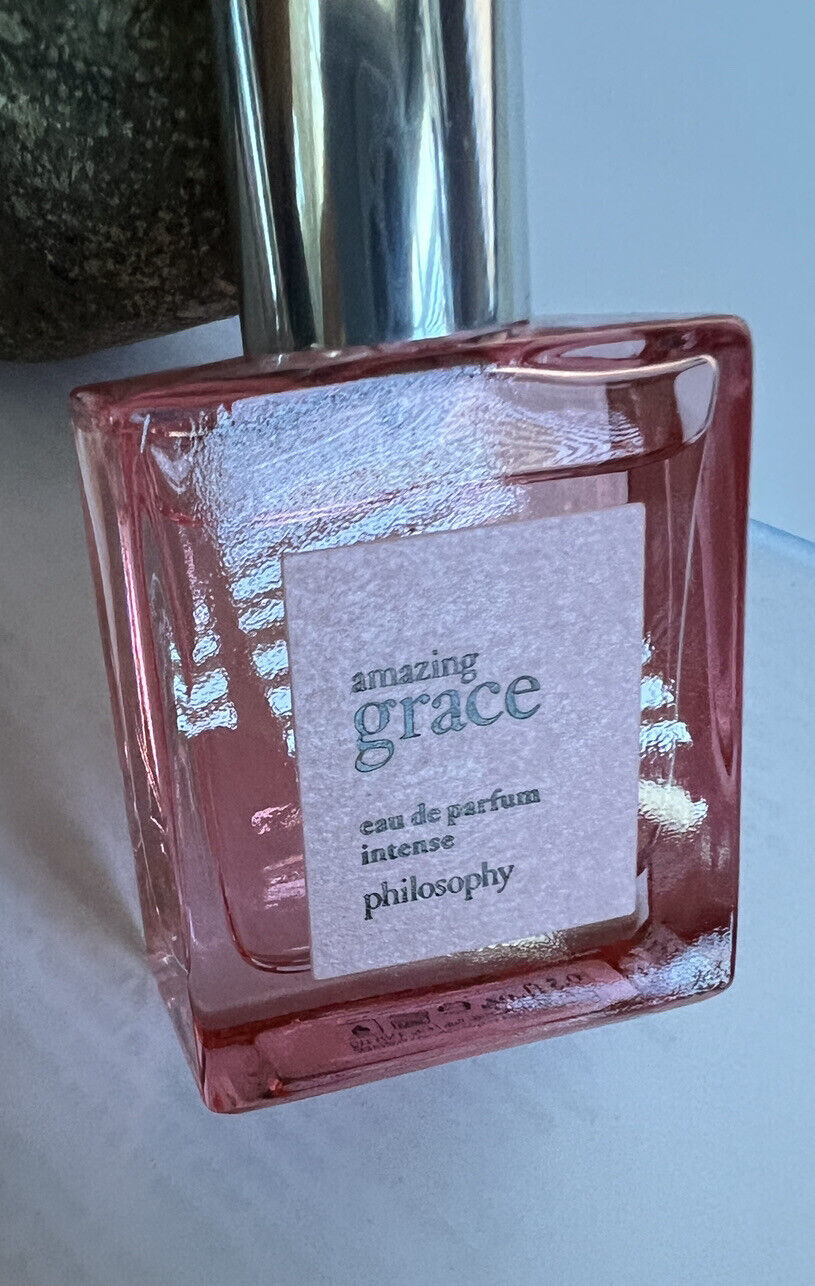 amazing
grace
eau de parfum
intense
philosophy